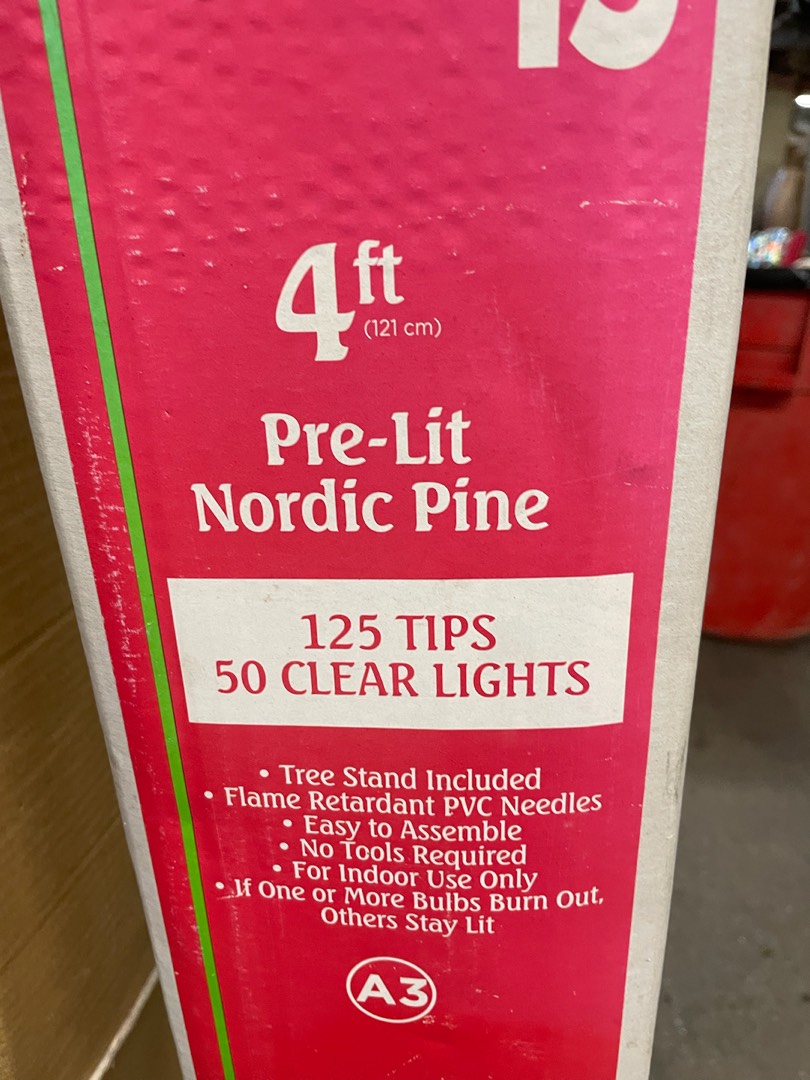 4 ft
(121 cm)
Pre-Lit
Nordic Pine
125 TIPS
50 CLEAR LIGHTS
• Tree Stand Included
• Flame Retardant PVC Needles
• Easy to Assemble
• No Tools Required
• For Indoor Use Only
• If One or More Bulbs Burn Out,
Others Stay Lit
A3